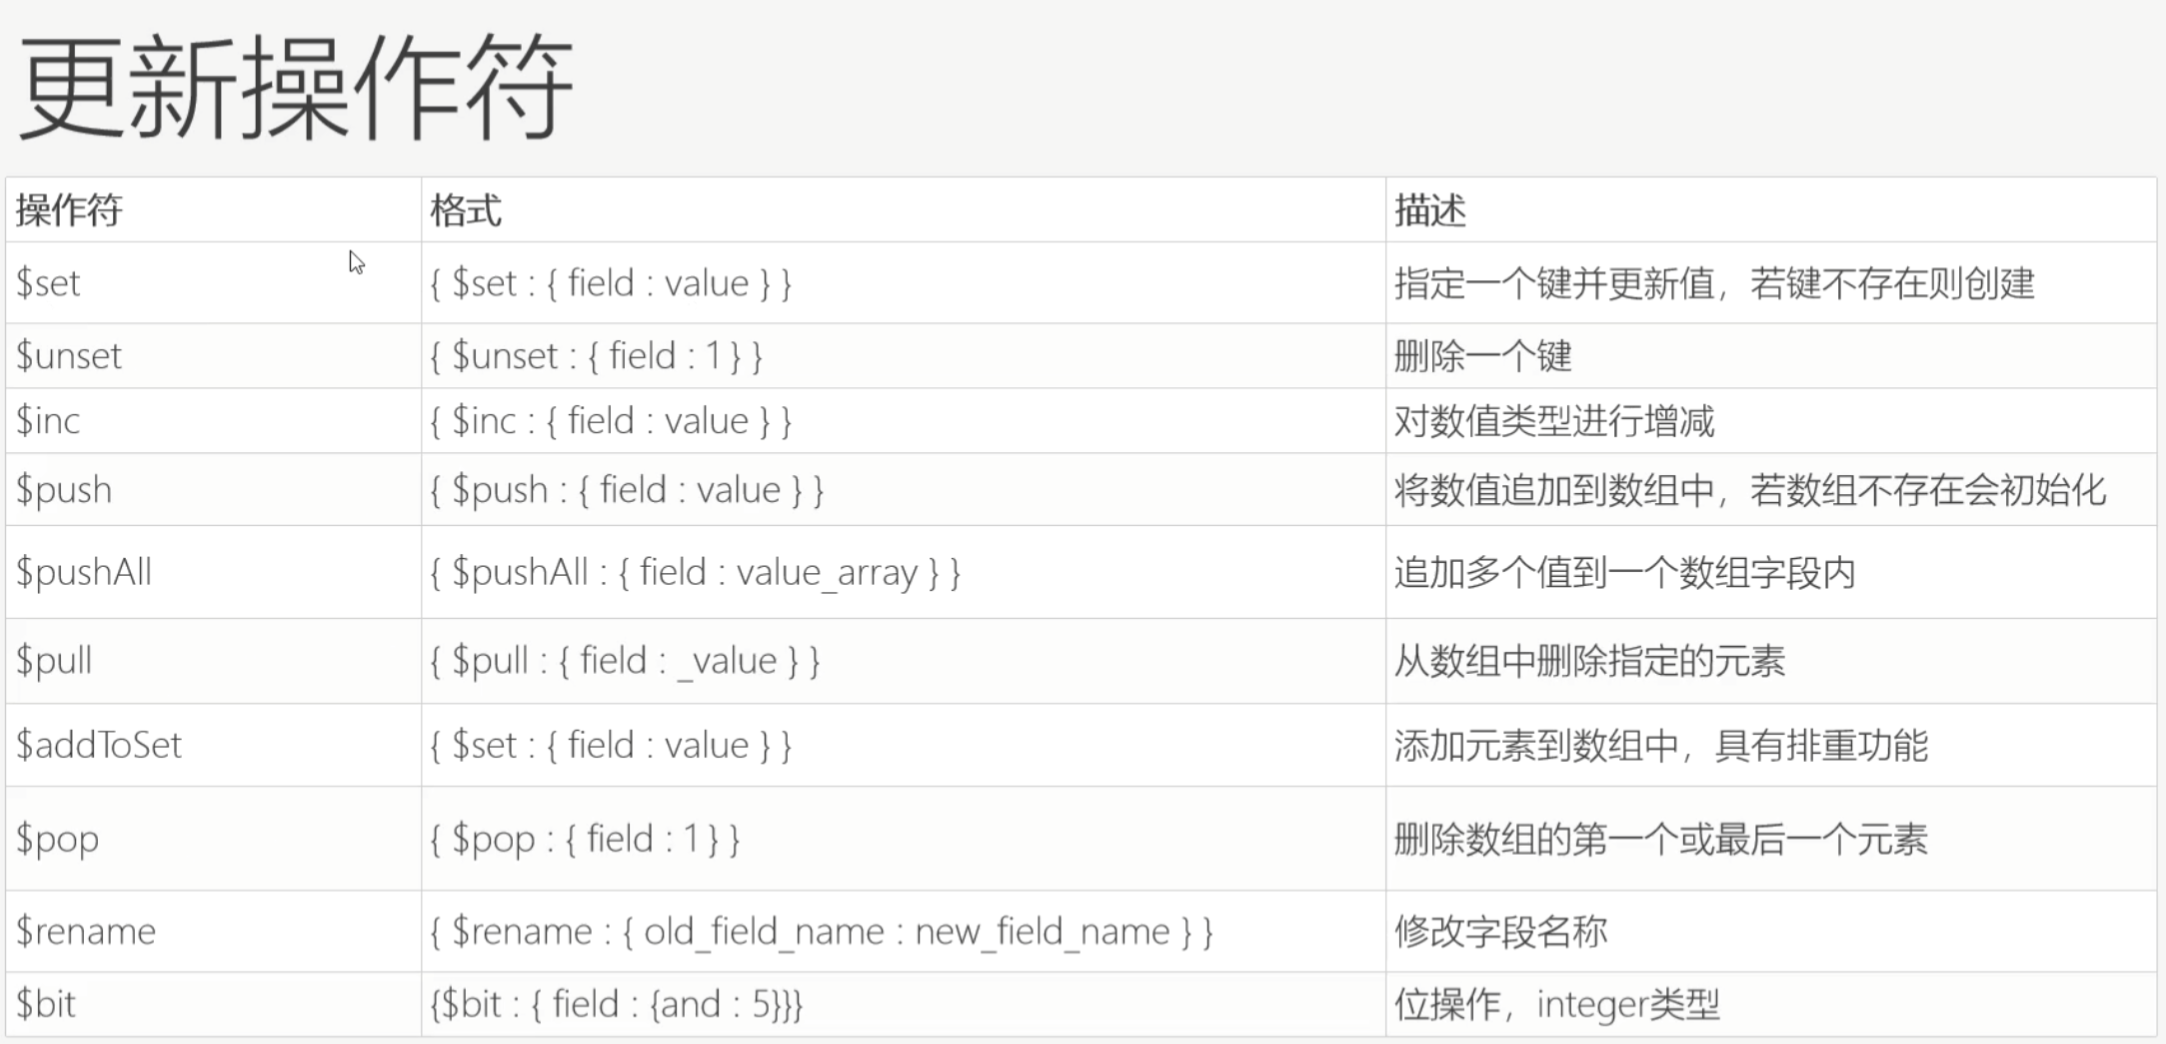 更新操作符
操作符 格式 描述
$set { $set : { field : value } } 指定一个键并更新值，若键不存在则创建
$unset { $unset : { field : 1 } } 删除一个键
$inc { $inc : { field : value } } 对数值类型进行增减
$push { $push : { field : value } } 将数值追加到数组中，若数组不存在会初始化
$pushAll { $pushAll : { field : value_array } } 追加多个值到一个数组字段内
$pull { $pull : { field : _value } } 从数组中删除指定的元素
$addToSet { $set : { field : value } } 添加元素到数组中，具有排重功能
$pop { $pop : { field : 1 } } 删除数组的第一个或最后一个元素
$rename { $rename : { old_field_name : new_field_name } } 修改字段名称
$bit {$bit : { field : {and : 5}}} 位操作，integer类型